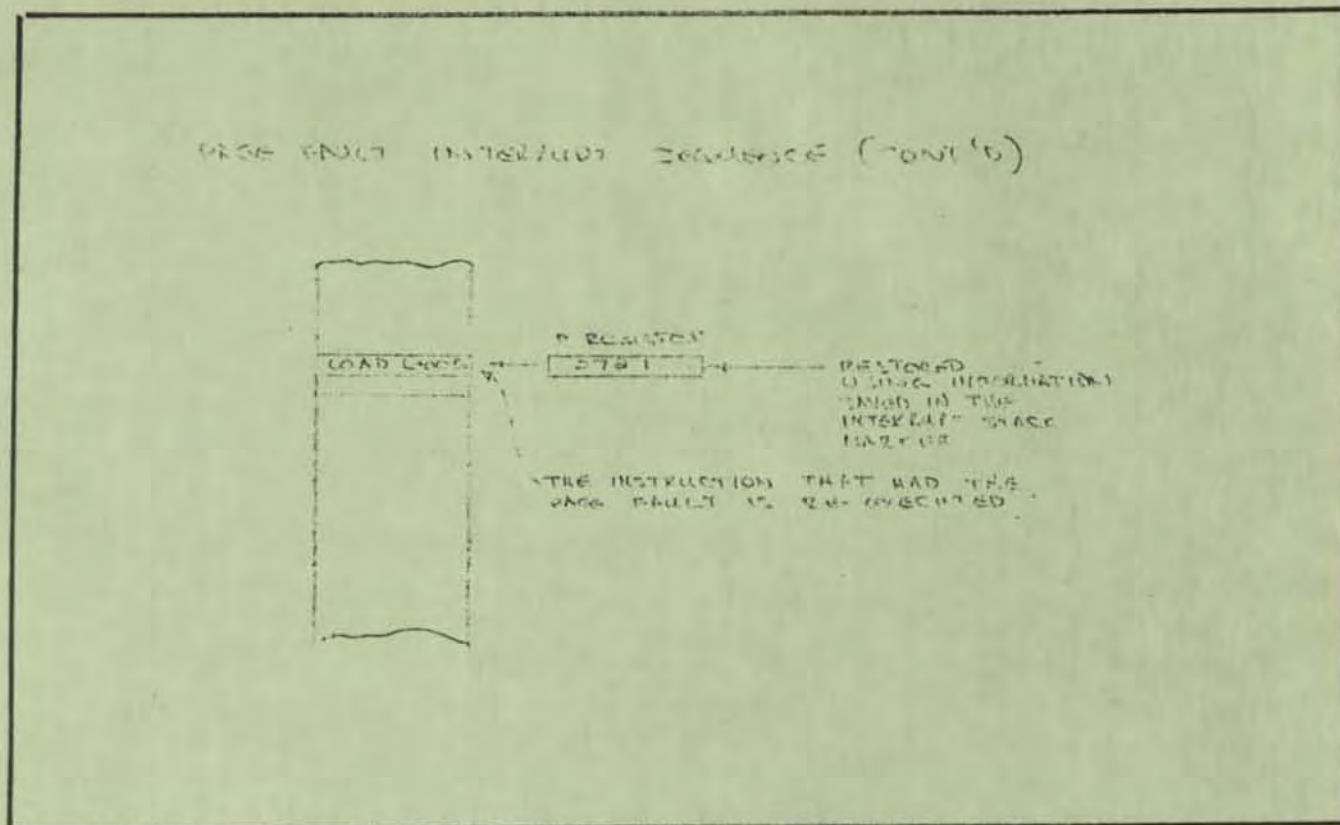 PAGE FAULT INTERRUPT SEQUENCE (CONT'D)
P REGISTER
LOAD
RESTORED
USING INFORMATION
SAVED IN THE
INTERRUPT STACK
MARKER
THE INSTRUCTION THAT HAD THE
PAGE FAULT IS RE-EXECUTED